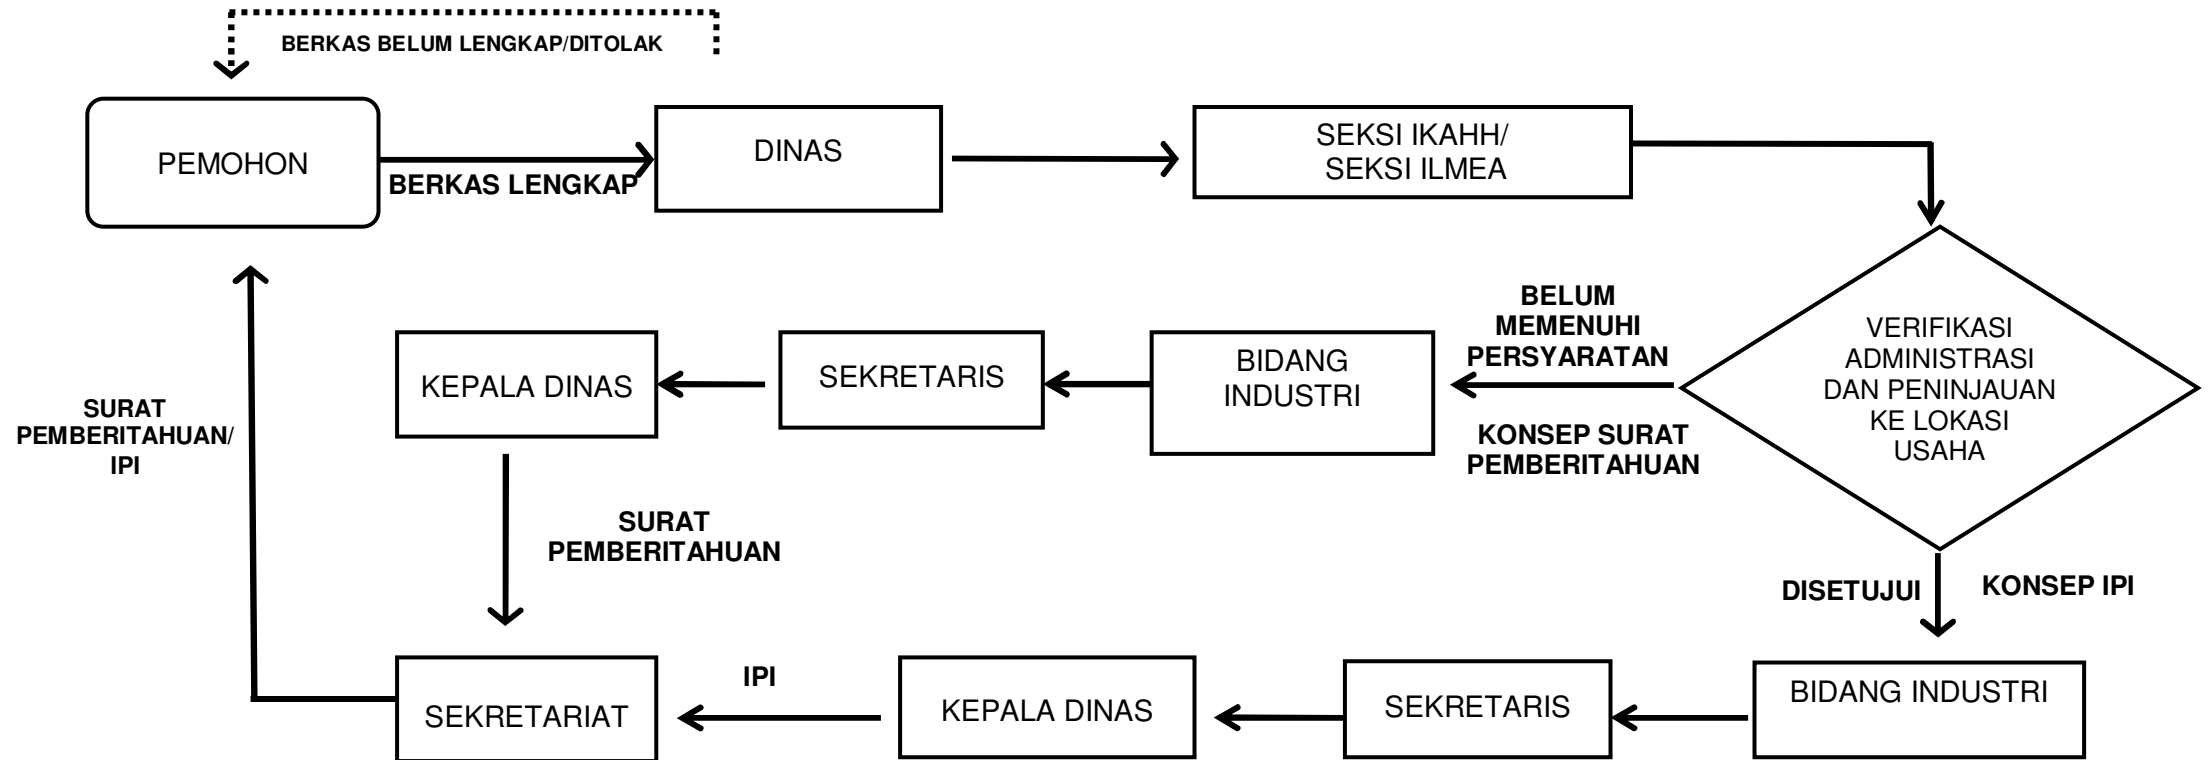 BERKAS BELUM LENGKAP/DITOLAK
PEMOHON
BERKAS LENGKAP
DINAS
SEKSI IKAHH/
SEKSI ILMEA
VERIFIKASI
ADMINISTRASI
DAN PENINJAUAN
KE LOKASI
USAHA
BELUM
MEMENUHI
PERSYARATAN
KONSEP SURAT
PEMBERITAHUAN
BIDANG
INDUSTRI
SEKRETARIS
KEPALA DINAS
SURAT
PEMBERITAHUAN
SURAT
PEMBERITAHUAN/
IPI
DISETUJUI
KONSEP IPI
BIDANG INDUSTRI
SEKRETARIS
KEPALA DINAS
IPI
SEKRETARIAT